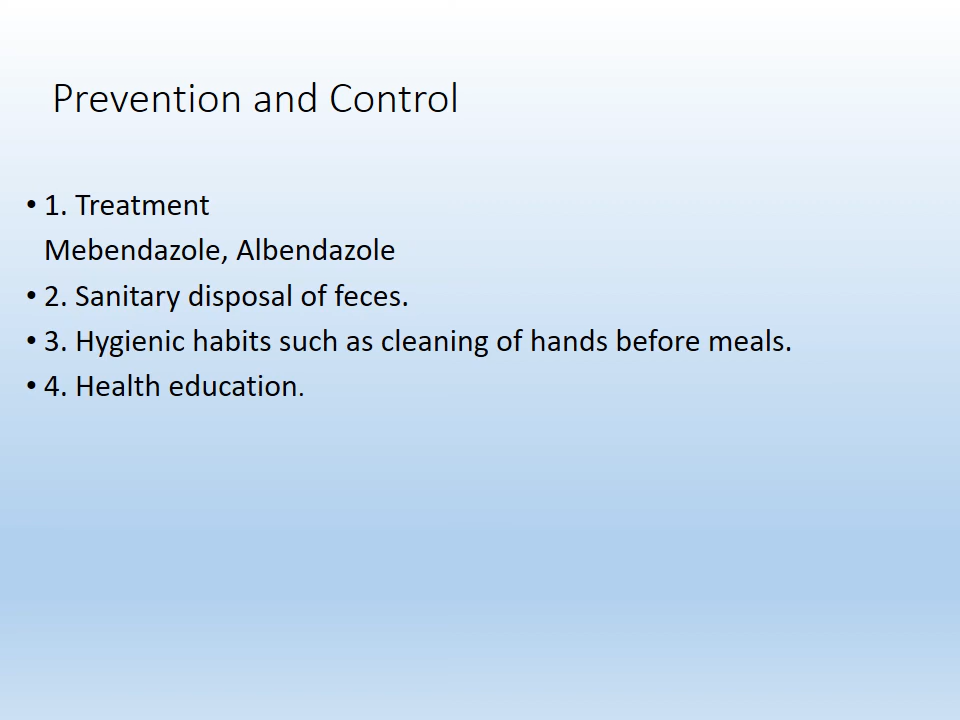 Prevention and Control
• 1. Treatment
Mebendazole, Albendazole
• 2. Sanitary disposal of feces.
• 3. Hygienic habits such as cleaning of hands before meals.
• 4. Health education.